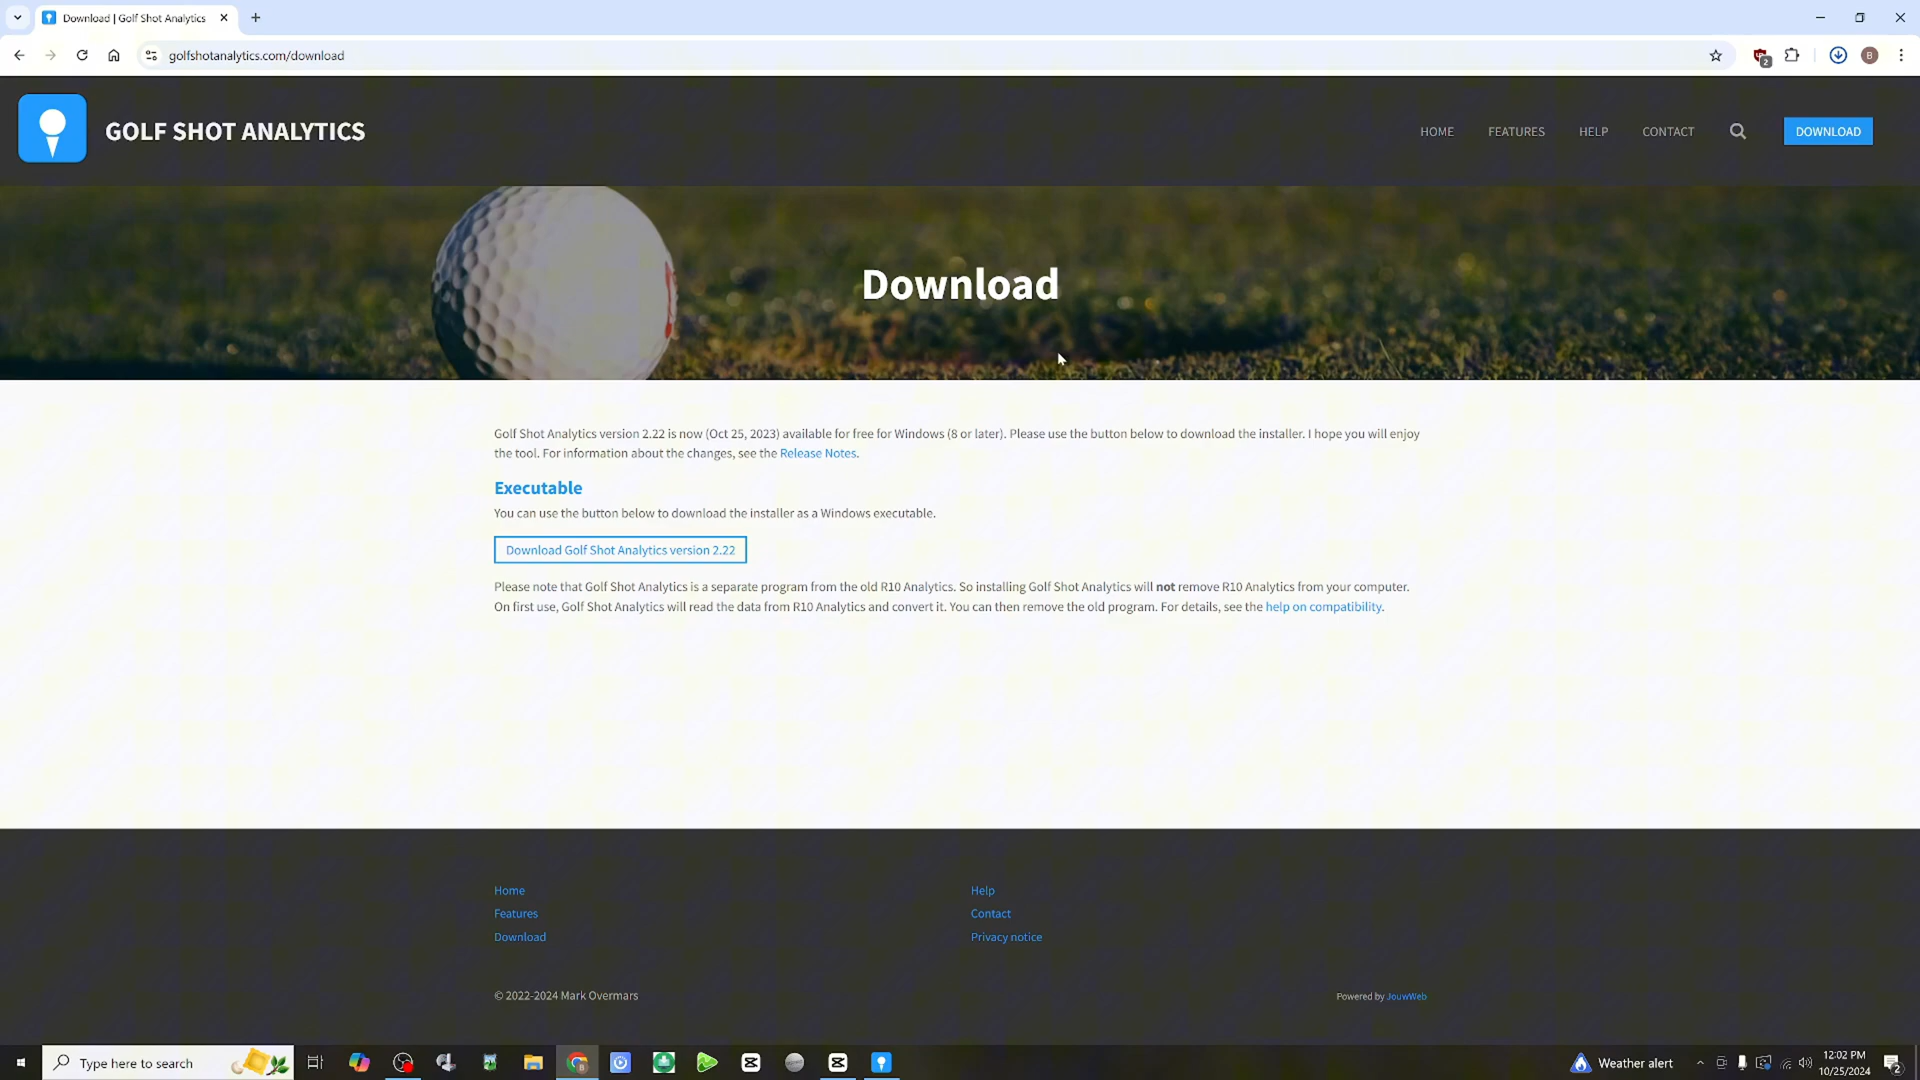 Download | Golf Shot Analytics
golfshotanalytics.com/download
2
B
GOLF SHOT ANALYTICS
HOME
FEATURES
HELP
CONTACT
DOWNLOAD
Download
Golf Shot Analytics version 2.22 is now (Oct 25, 2023) available for free for Windows (8 or later). Please use the button below to download the installer. I hope you will enjoy
the tool. For information about the changes, see the Release Notes.
Executable
You can use the button below to download the installer as a Windows executable.
Download Golf Shot Analytics version 2.22
Please note that Golf Shot Analytics is a separate program from the old R10 Analytics. So installing Golf Shot Analytics will not remove R10 Analytics from your computer.
On first use, Golf Shot Analytics will read the data from R10 Analytics and convert it. You can then remove the old program. For details, see the help on compatibility.
Home
Features
Download
Help
Contact
Privacy notice
© 2022-2024 Mark Overmars
Powered by JouwWeb
Type here to search
Weather alert
12:02 PM
10/25/2024
2